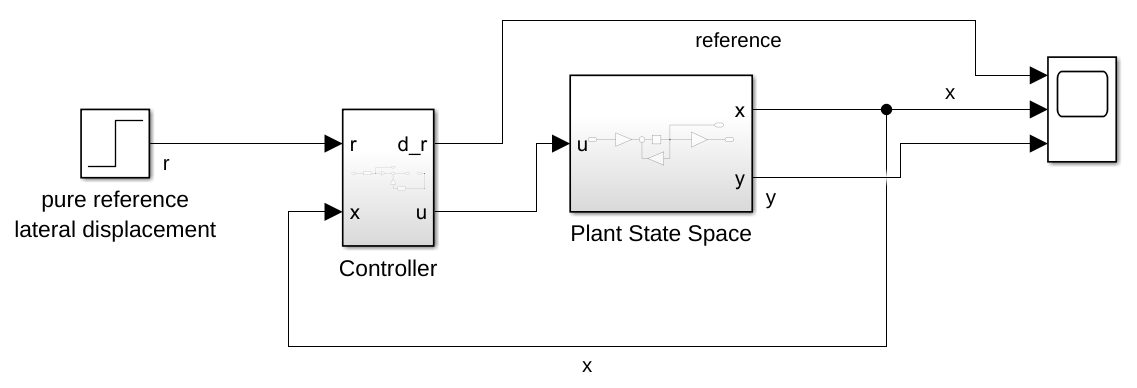 reference
x
r
d_r
x
u
r
u
x
y
y
pure reference
lateral displacement
Controller
Plant State Space
x